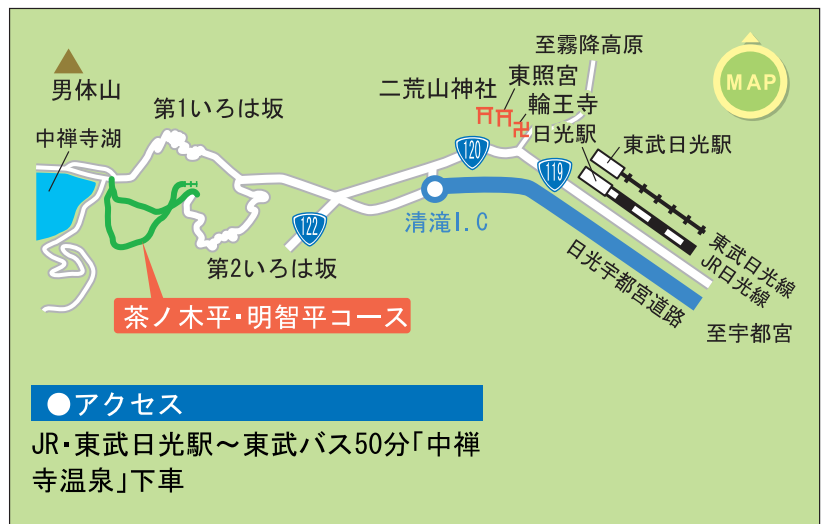 至霧降高原
MAP
男体山
二荒山神社
東照宮
輪王寺
第1いろは坂
中禅寺湖
日光駅
東武日光駅
120
119
122
清滝I.C
第2いろは坂
東武日光線
JR日光線
日光宇都宮道路
茶ノ木平・明智平コース
至宇都宮
●アクセス
JR・東武日光駅～東武バス50分「中禅
寺温泉」下車